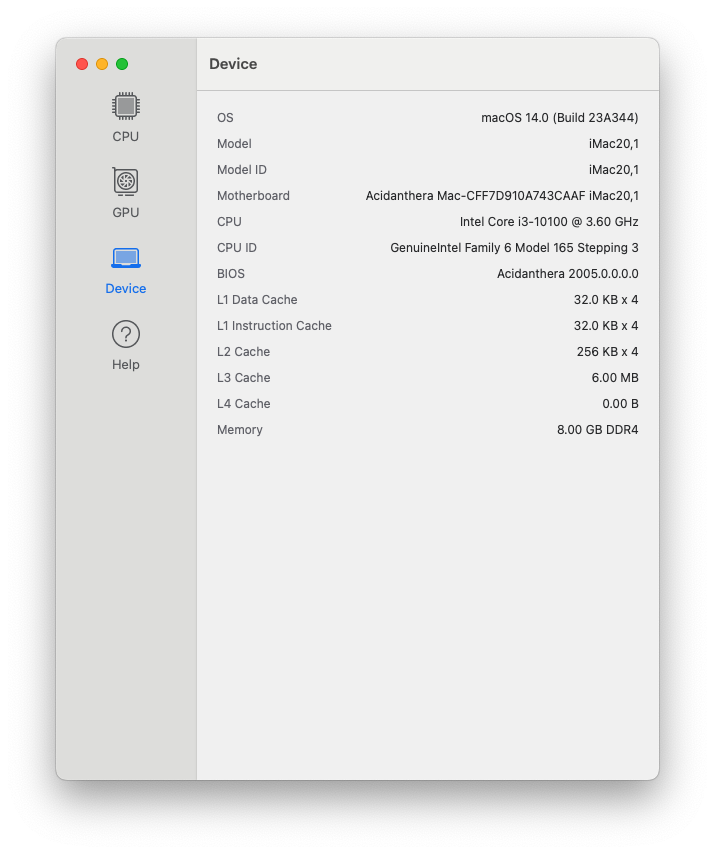 Device
CPU
GPU
Device
Help
OS macOS 14.0 (Build 23A344)
Model iMac20,1
Model ID iMac20,1
Motherboard Acidanthera Mac-CFF7D910A743CAAF iMac20,1
CPU Intel Core i3-10100 @ 3.60 GHz
CPU ID GenuineIntel Family 6 Model 165 Stepping 3
BIOS Acidanthera 2005.0.0.0.0
L1 Data Cache 32.0 KB x 4
L1 Instruction Cache 32.0 KB x 4
L2 Cache 256 KB x 4
L3 Cache 6.00 MB
L4 Cache 0.00 B
Memory 8.00 GB DDR4